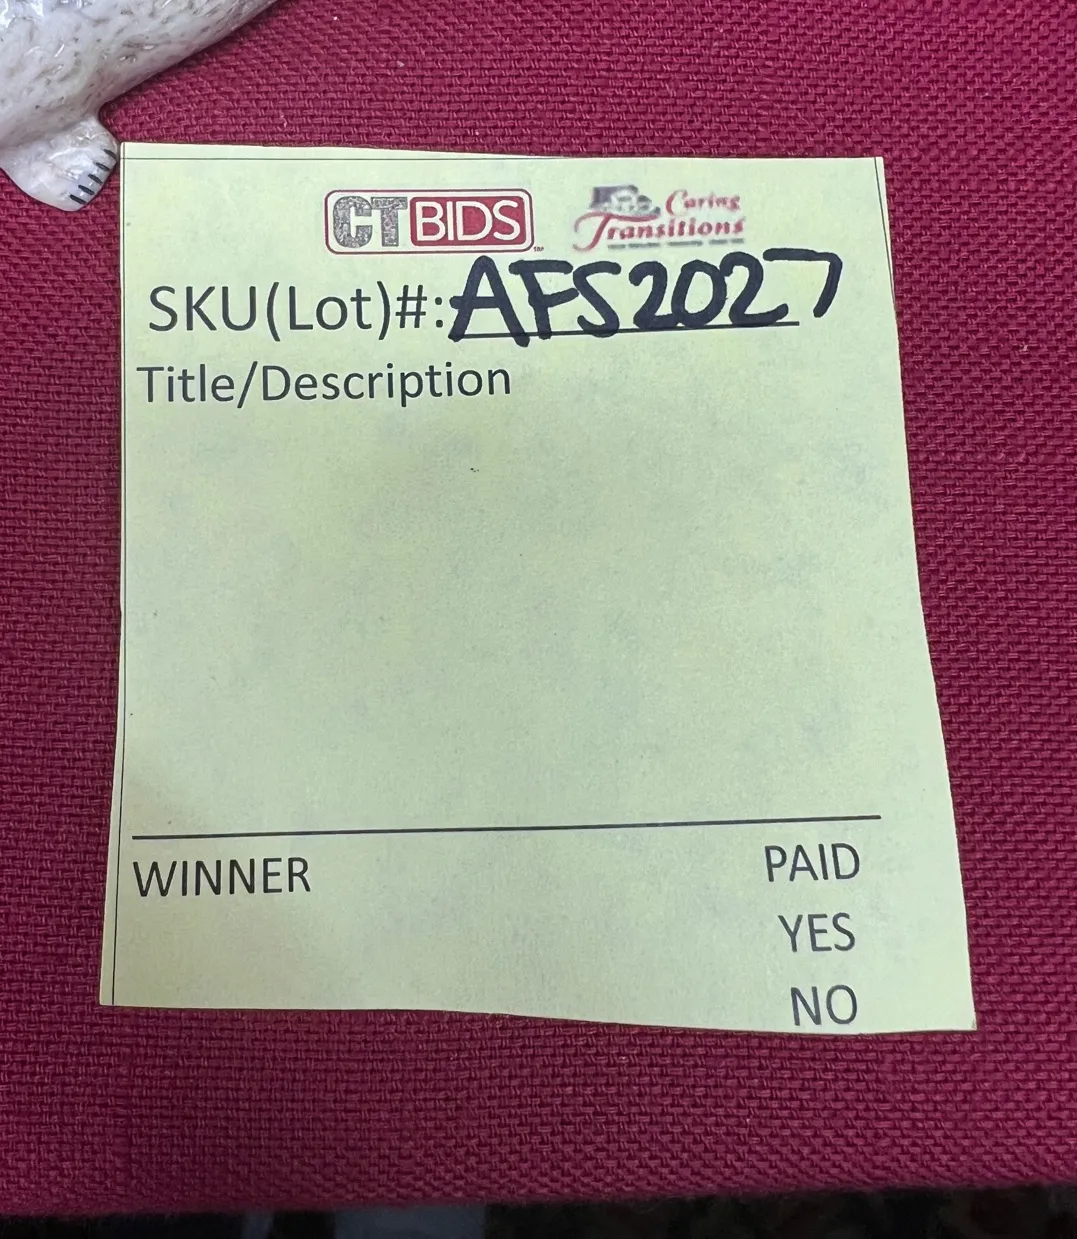 CTBIDS Caring
Transitions
SKU(Lot)#: AFS2027
Title/Description
WINNER PAID
YES
NO